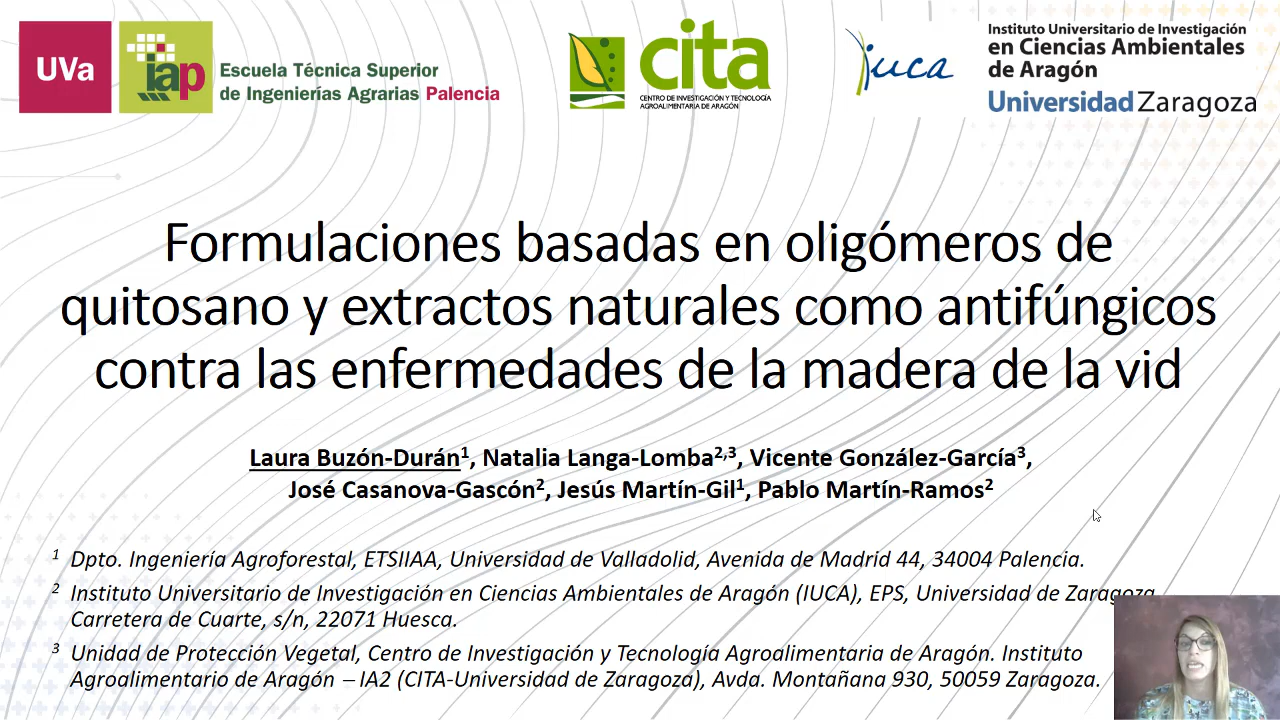 UVa
iap
Escuela Técnica Superior
de Ingenierías Agrarias Palencia
cita
CENTRO DE INVESTIGACIÓN Y TECNOLOGÍA
AGROALIMENTARIA DE ARAGÓN
iuca
Instituto Universitario de Investigación
en Ciencias Ambientales
de Aragón
Universidad Zaragoza
Formulaciones basadas en oligómeros de
quitosano y extractos naturales como antifúngicos
contra las enfermedades de la madera de la vid
Laura Buzón-Durán¹, Natalia Langa-Lomba²,³, Vicente González-García³,
José Casanova-Gascón², Jesús Martín-Gil¹, Pablo Martín-Ramos²
¹ Dpto. Ingeniería Agroforestal, ETSIIAA, Universidad de Valladolid, Avenida de Madrid 44, 34004 Palencia.
² Instituto Universitario de Investigación en Ciencias Ambientales de Aragón (IUCA), EPS, Universidad de Zaragoza
Carretera de Cuarte, s/n, 22071 Huesca.
³ Unidad de Protección Vegetal, Centro de Investigación y Tecnología Agroalimentaria de Aragón. Instituto
Agroalimentario de Aragón – IA2 (CITA-Universidad de Zaragoza), Avda. Montañana 930, 50059 Zaragoza.